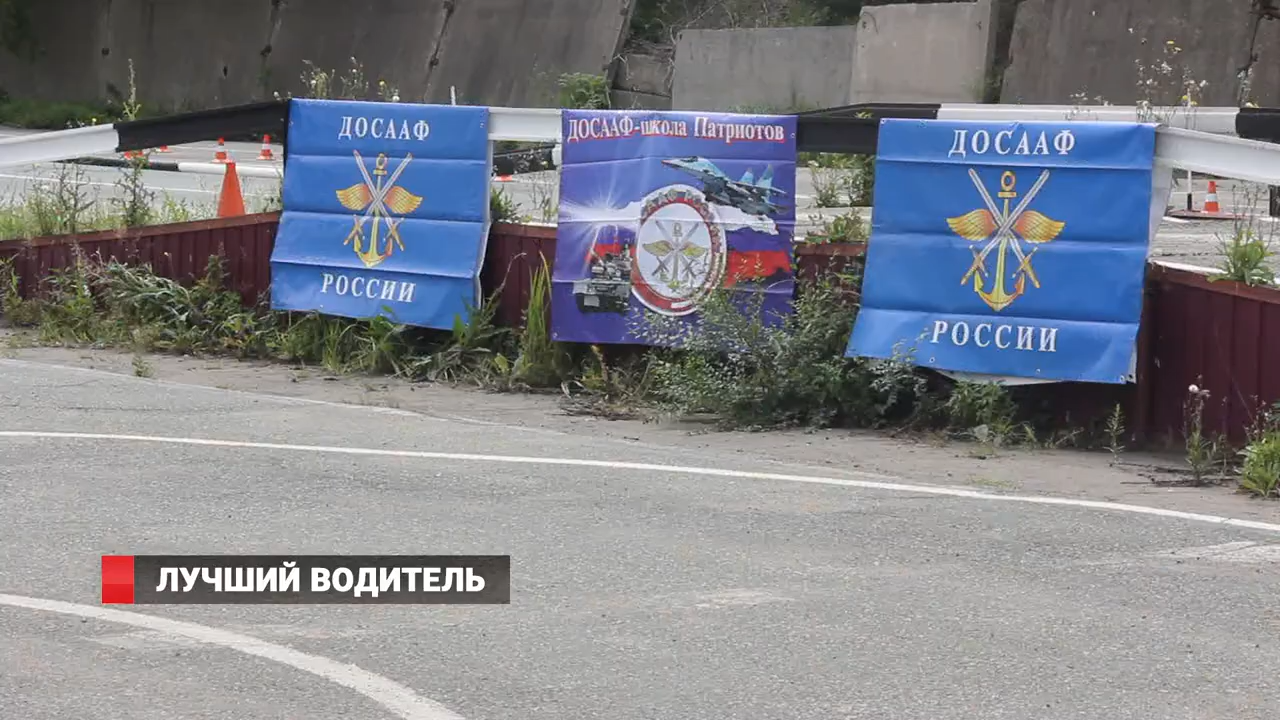 ДОСААФ
РОССИИ
ДОСААФ-школа Патриотов
ДОСААФ
РОССИИ
ЛУЧШИЙ ВОДИТЕЛЬ